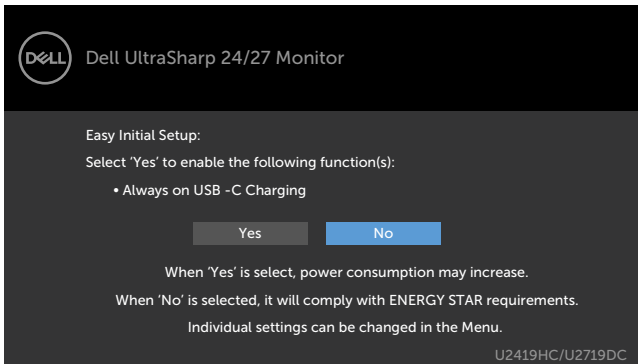 DELL
Dell UltraSharp 24/27 Monitor
Easy Initial Setup:
Select ‘Yes’ to enable the following function(s):
• Always on USB -C Charging
Yes No
When ‘Yes’ is select, power consumption may increase.
When ‘No’ is selected, it will comply with ENERGY STAR requirements.
Individual settings can be changed in the Menu.
U2419HC/U2719DC